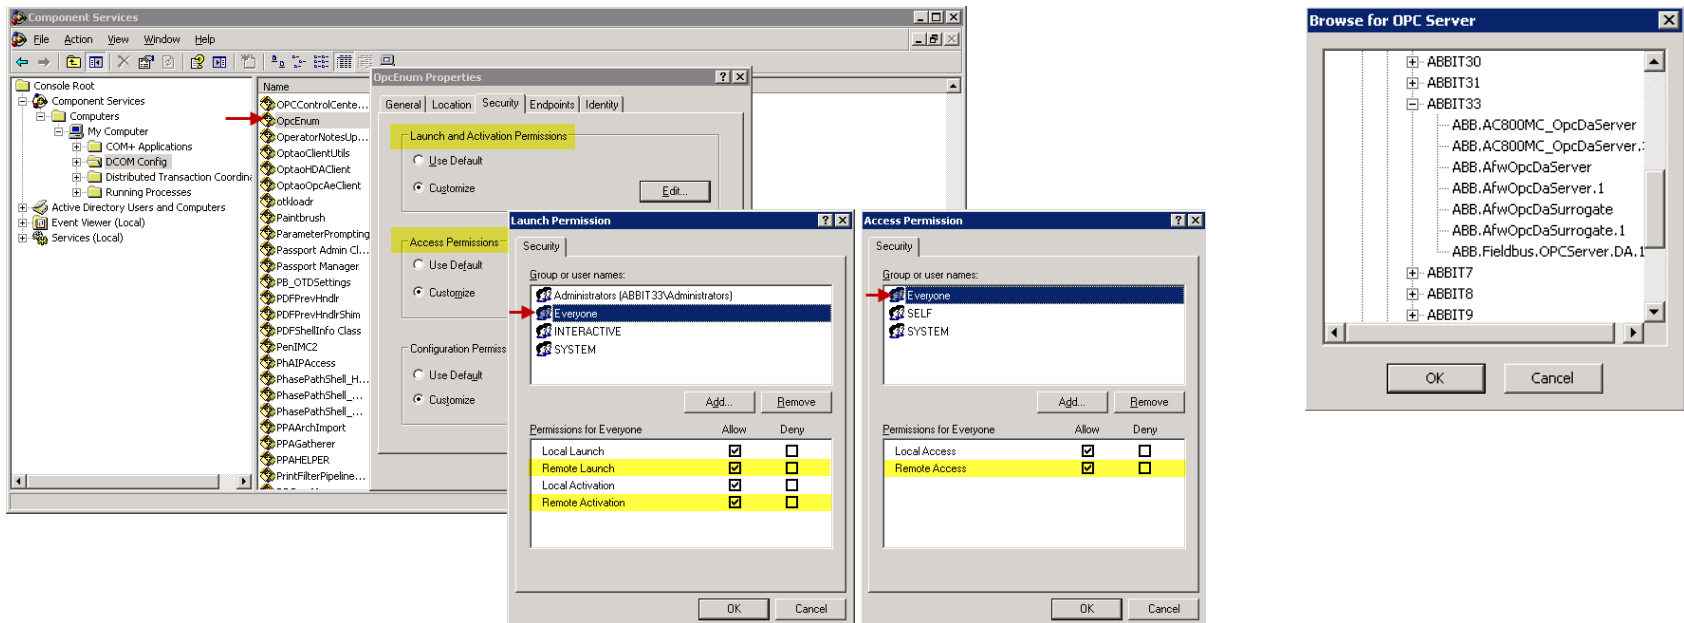 Component Services
File Action View Window Help
Console Root
Component Services
Computers
My Computer
COM+ Applications
DCOM Config
Distributed Transaction Coordin
Running Processes
Active Directory Users and Computers
Event Viewer (Local)
Services (Local)
Name
OPCControlCente...
OpcEnum
OperatorNotesUp...
OptaoClientUtils
OptaoHDAClient
OptaoOpcAeClient
otkloadr
Paintbrush
ParameterPrompting
Passport Admin Cl...
Passport Manager
PB_OTDSettings
PDFPrevHndlr
PDFPrevHndlrShim
PDFShellInfo Class
PenIMC2
PhAIPAccess
PhasePathShell_H...
PhasePathShell_...
PhasePathShell_...
PPAArchImport
PPAGatherer
PPAHELPER
PrintFilterPipeline...
OpcEnum Properties
General Location Security Endpoints Identity
Launch and Activation Permissions
Use Default
Customize
Edit...
Access Permissions
Use Default
Customize
Configuration Permiss
Use Default
Customize
Launch Permission
Security
Group or user names:
Administrators (ABBIT33\Administrators)
Everyone
INTERACTIVE
SYSTEM
Add... Remove
Permissions for Everyone Allow Deny
Local Launch
Remote Launch
Local Activation
Remote Activation
OK Cancel
Access Permission
Security
Group or user names:
Everyone
SELF
SYSTEM
Add... Remove
Permissions for Everyone Allow Deny
Local Access
Remote Access
OK Cancel
Browse for OPC Server
ABBIT30
ABBIT31
ABBIT33
ABB.AC800MC_OpcDaServer
ABB.AC800MC_OpcDaServer.
ABB.AfwOpcDaServer
ABB.AfwOpcDaServer.1
ABB.AfwOpcDaSurrogate
ABB.AfwOpcDaSurrogate.1
ABB.Fieldbus.OPCServer.DA.1
ABBIT7
ABBIT8
ABBIT9
OK Cancel